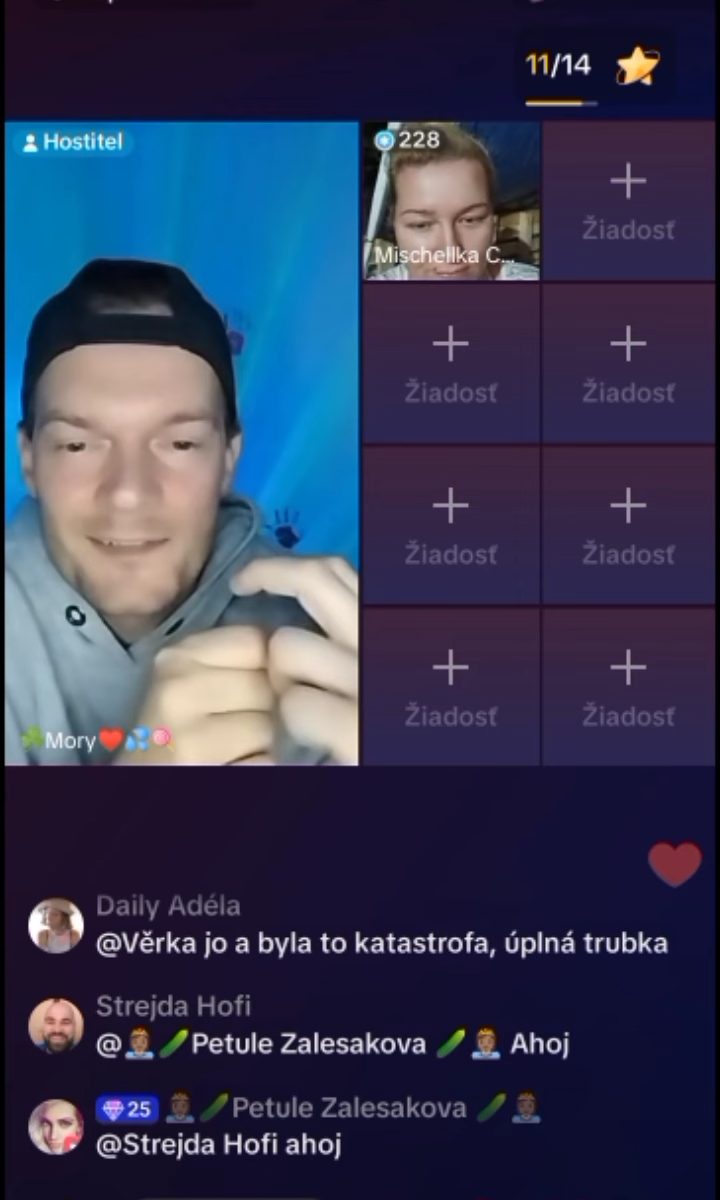 11/14
Hostitel
228
Mischellka C...
Žiadosť
Žiadosť
Žiadosť
Žiadosť
Žiadosť
Žiadosť
Žiadosť
☘️Mory❤️💦🍭
Daily Adéla
@Věrka jo a byla to katastrofa, úplná trubka
Strejda Hofi
@🤴🏽🥒Petule Zalesakova 🥒🤴🏽 Ahoj
25 🤴🏽🥒Petule Zalesakova 🥒🤴🏽
@Strejda Hofi ahoj